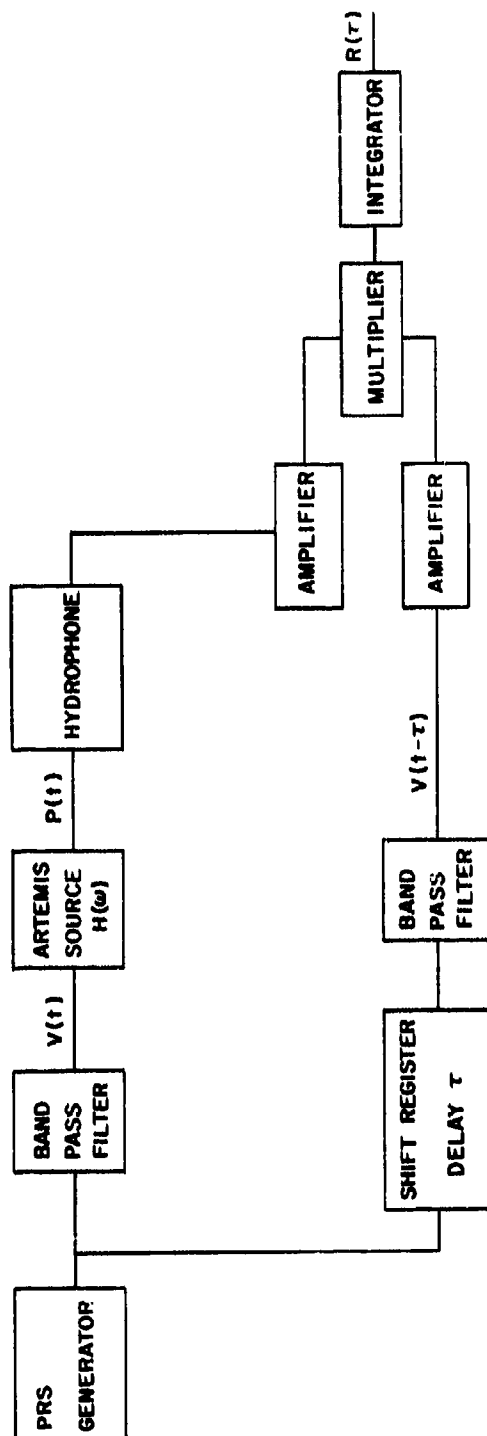 PRS
GENERATOR
BAND
PASS
FILTER
V(t)
ARTEMIS
SOURCE
H(ω)
P(t)
HYDROPHONE
AMPLIFIER
SHIFT REGISTER
DELAY τ
BAND
PASS
FILTER
V(t-τ)
AMPLIFIER
MULTIPLIER
INTEGRATOR
R(τ)